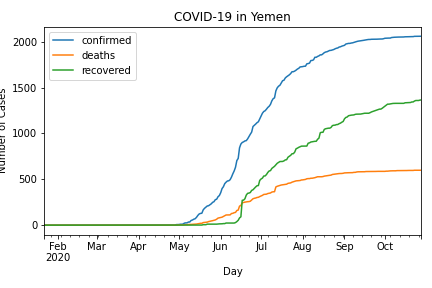 COVID-19 in Yemen
confirmed
deaths
recovered
Number of Cases
2000
1500
1000
500
0
Feb
2020
Mar
Apr
May
Jun
Jul
Aug
Sep
Oct
Day